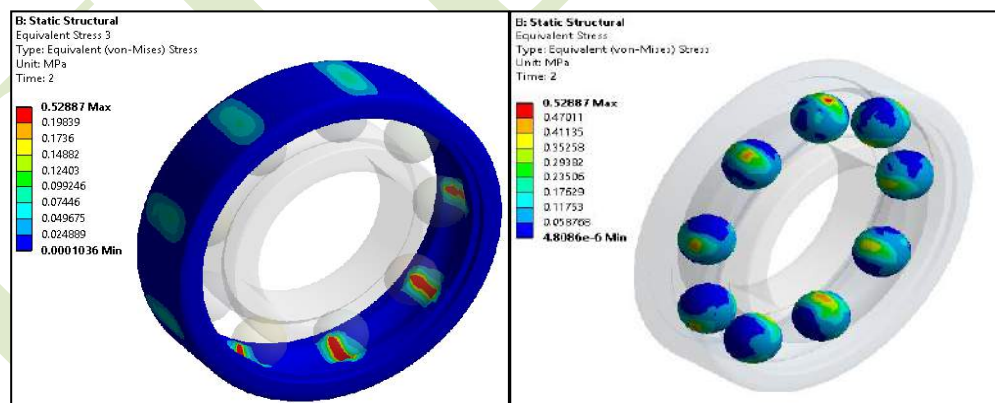 B: Static Structural
Equivalent Stress 3
Type: Equivalent (von-Mises) Stress
Unit: MPa
Time: 2
0.52887 Max
0.19839
0.1736
0.14882
0.12403
0.099246
0.07446
0.049675
0.024889
0.0001036 Min
B: Static Structural
Equivalent Stress
Type: Equivalent (von-Mises) Stress
Unit: MPa
Time: 2
0.52887 Max
0.47011
0.41135
0.35258
0.29382
0.23506
0.17629
0.11753
0.058768
4.8086e-6 Min